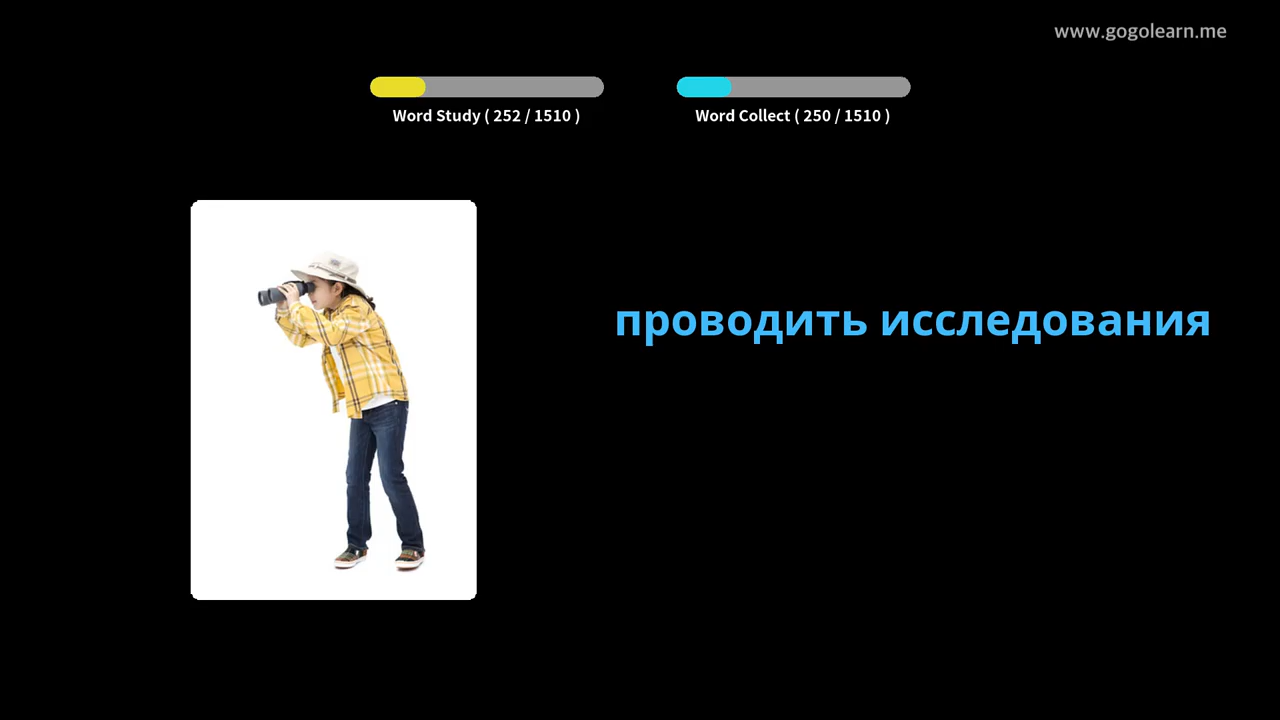 www.gogolearn.me
Word Study ( 252 / 1510 )
Word Collect ( 250 / 1510 )
проводить исследования